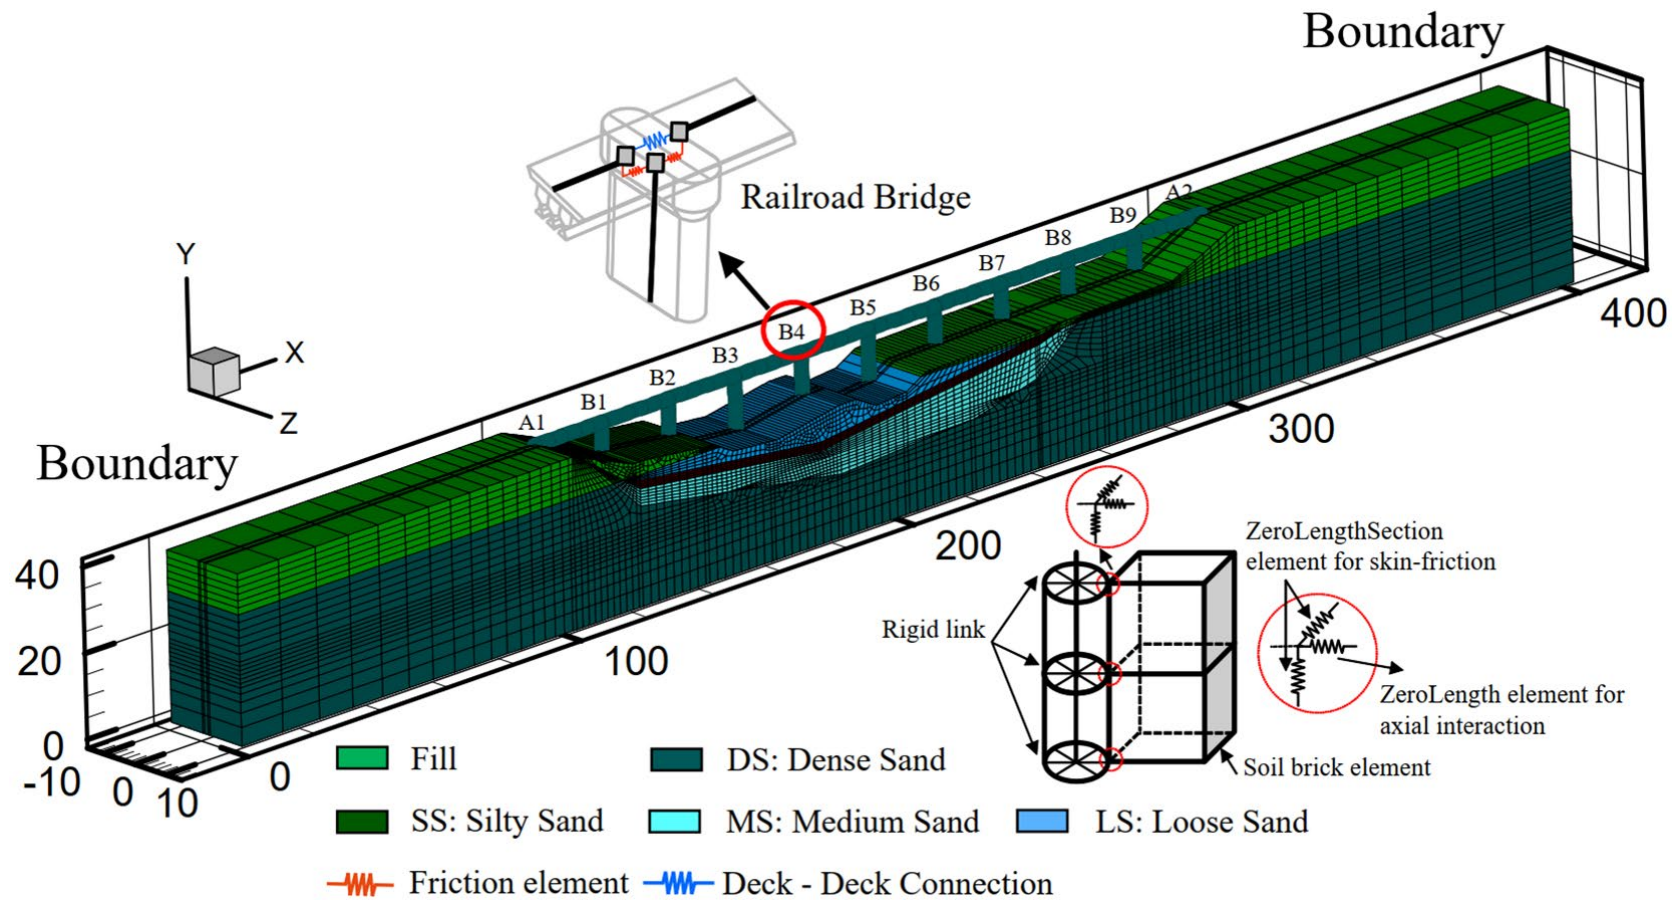 Boundary
Railroad Bridge
Y
X
Z
A2
B9
B8
B7
B6
B5
B4
B3
B2
B1
A1
Boundary
400
300
200
100
0
40
20
0
-10
0
10
ZeroLengthSection
element for skin-friction
Rigid link
ZeroLength element for
axial interaction
Soil brick element
Fill
DS: Dense Sand
SS: Silty Sand
MS: Medium Sand
LS: Loose Sand
Friction element
Deck - Deck Connection